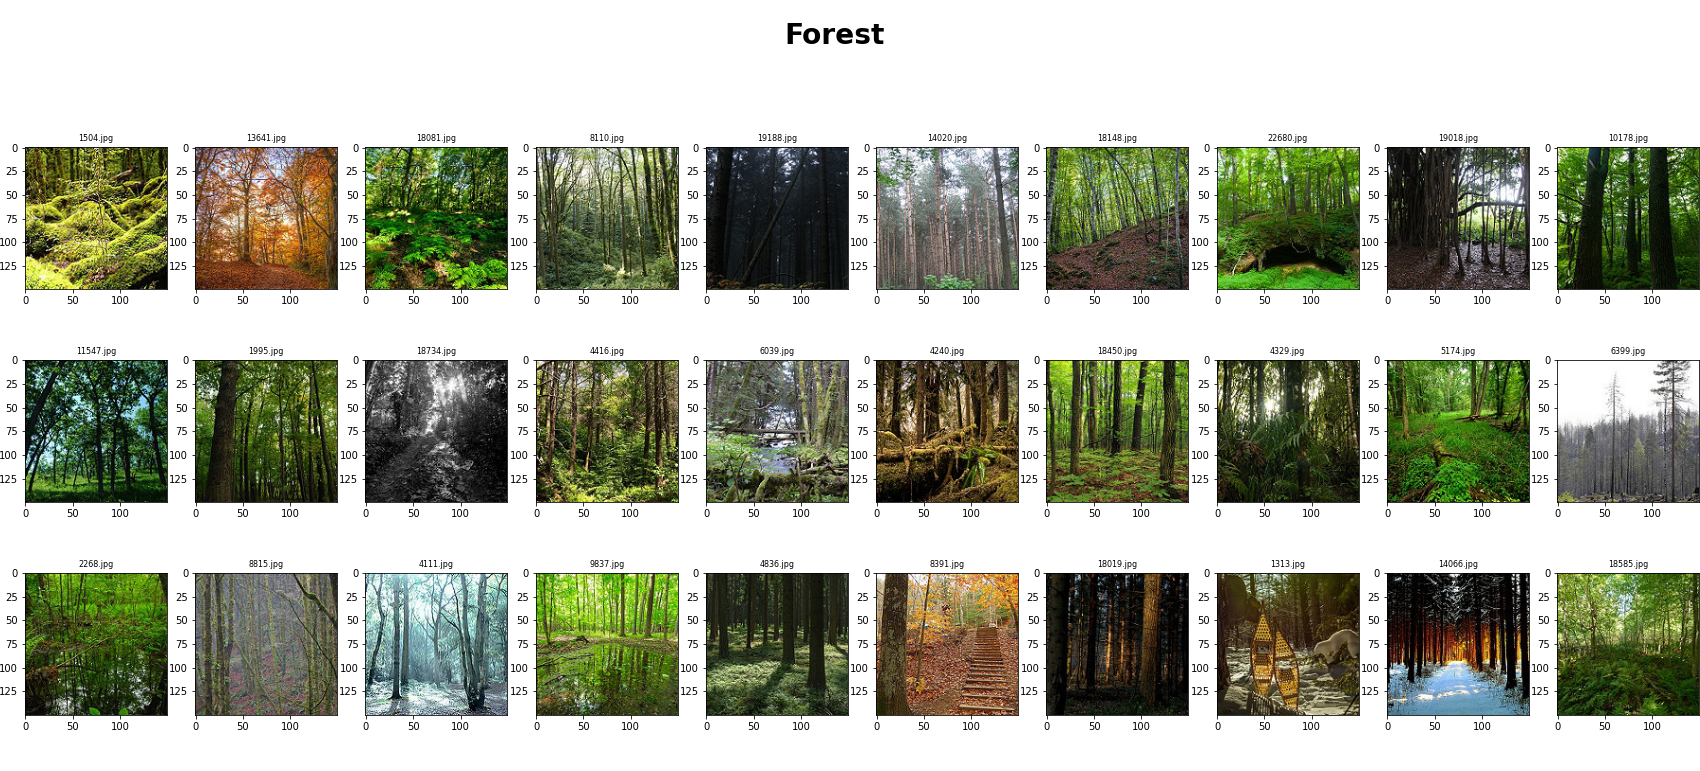 Forest
1504.jpg 13641.jpg 18081.jpg 8110.jpg 19188.jpg 14020.jpg 18148.jpg 22680.jpg 19018.jpg 10178.jpg
0 0 0 0 0 0 0 0 0 0
25 25 25 25 25 25 25 25 25 25
50 50 50 50 50 50 50 50 50 50
75 75 75 75 75 75 75 75 75 75
100 100 100 100 100 100 100 100 100 100
125 125 125 125 125 125 125 125 125 125
0 50 100 0 50 100 0 50 100 0 50 100 0 50 100 0 50 100 0 50 100 0 50 100 0 50 100 0 50 100
11547.jpg 1995.jpg 18734.jpg 4416.jpg 6039.jpg 4240.jpg 18450.jpg 4329.jpg 5174.jpg 6399.jpg
0 0 0 0 0 0 0 0 0 0
25 25 25 25 25 25 25 25 25 25
50 50 50 50 50 50 50 50 50 50
75 75 75 75 75 75 75 75 75 75
100 100 100 100 100 100 100 100 100 100
125 125 125 125 125 125 125 125 125 125
0 50 100 0 50 100 0 50 100 0 50 100 0 50 100 0 50 100 0 50 100 0 50 100 0 50 100 0 50 100
2268.jpg 8815.jpg 4111.jpg 9837.jpg 4836.jpg 8391.jpg 18019.jpg 1313.jpg 14066.jpg 18585.jpg
0 0 0 0 0 0 0 0 0 0
25 25 25 25 25 25 25 25 25 25
50 50 50 50 50 50 50 50 50 50
75 75 75 75 75 75 75 75 75 75
100 100 100 100 100 100 100 100 100 100
125 125 125 125 125 125 125 125 125 125
0 50 100 0 50 100 0 50 100 0 50 100 0 50 100 0 50 100 0 50 100 0 50 100 0 50 100 0 50 100